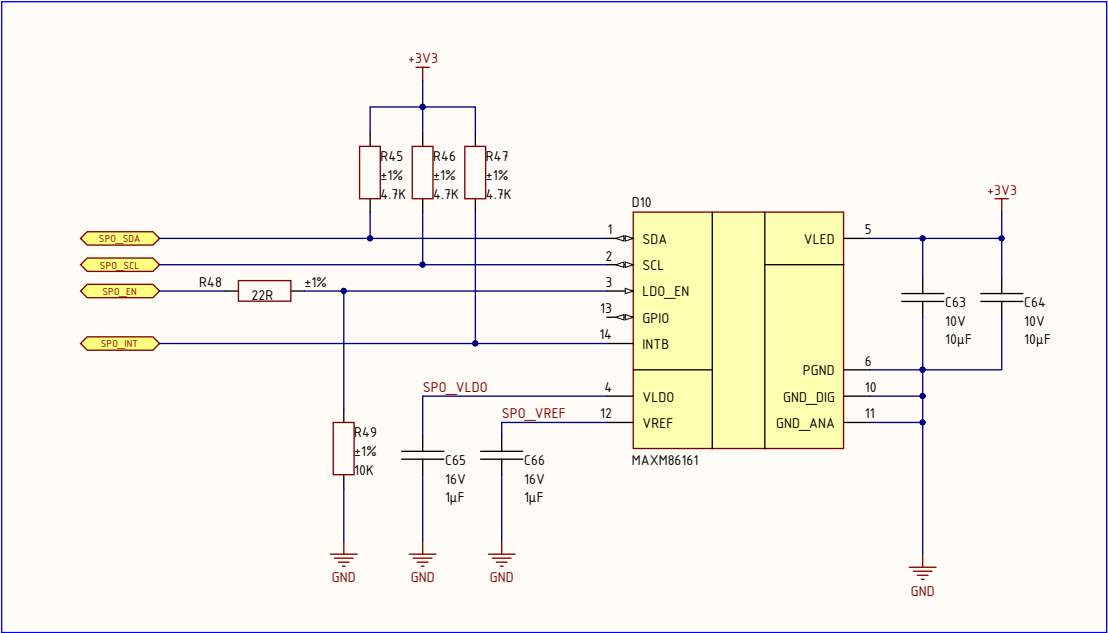 +3V3
R45
±1%
4.7K
R46
±1%
4.7K
R47
±1%
4.7K
+3V3
D10
SPO_SDA
1
SDA
VLED
5
SPO_SCL
2
SCL
SPO_EN
R48
22R
±1%
3
LDO_EN
C63
10V
10µF
C64
10V
10µF
13
GPIO
SPO_INT
14
INTB
PGND
6
SPO_VLDO
4
VLDO
GND_DIG
10
SPO_VREF
12
VREF
GND_ANA
11
MAXM86161
R49
±1%
10K
C65
16V
1µF
C66
16V
1µF
GND
GND
GND
GND